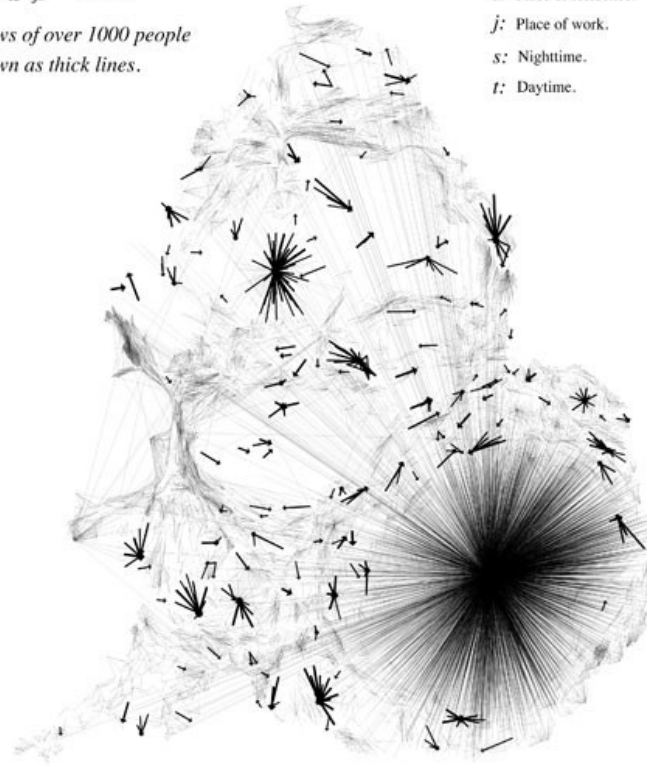 ws of over 1000 people
wn as thick lines.
j: Place of work.
s: Nighttime.
t: Daytime.